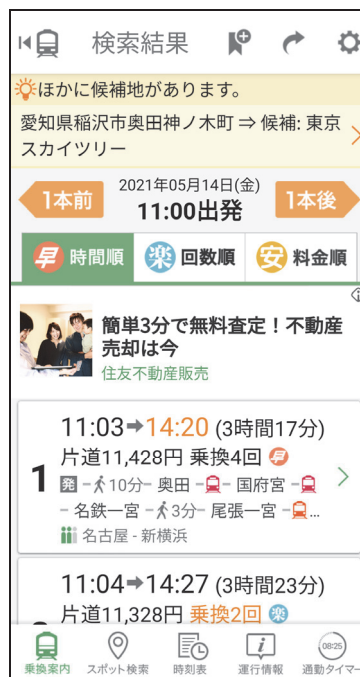 検索結果
ほかに候補地があります。
愛知県稲沢市奥田神ノ木町 ⇒ 候補: 東京
スカイツリー
1本前
2021年05月14日(金)
11:00出発
1本後
早 時間順
楽 回数順
安 料金順
簡単3分で無料査定！不動産
売却は今
住友不動産販売
11:03➡14:20 (3時間17分)
片道11,428円 乗換4回 早
1
発 - 10分 - 奥田 - - 国府宮 -
- 名鉄一宮 - 3分 - 尾張一宮 - ...
名古屋 - 新横浜
11:04➡14:27 (3時間23分)
片道11,328円 乗換2回 楽
乗換案内
スポット検索
時刻表
運行情報
08:25
通勤タイマー